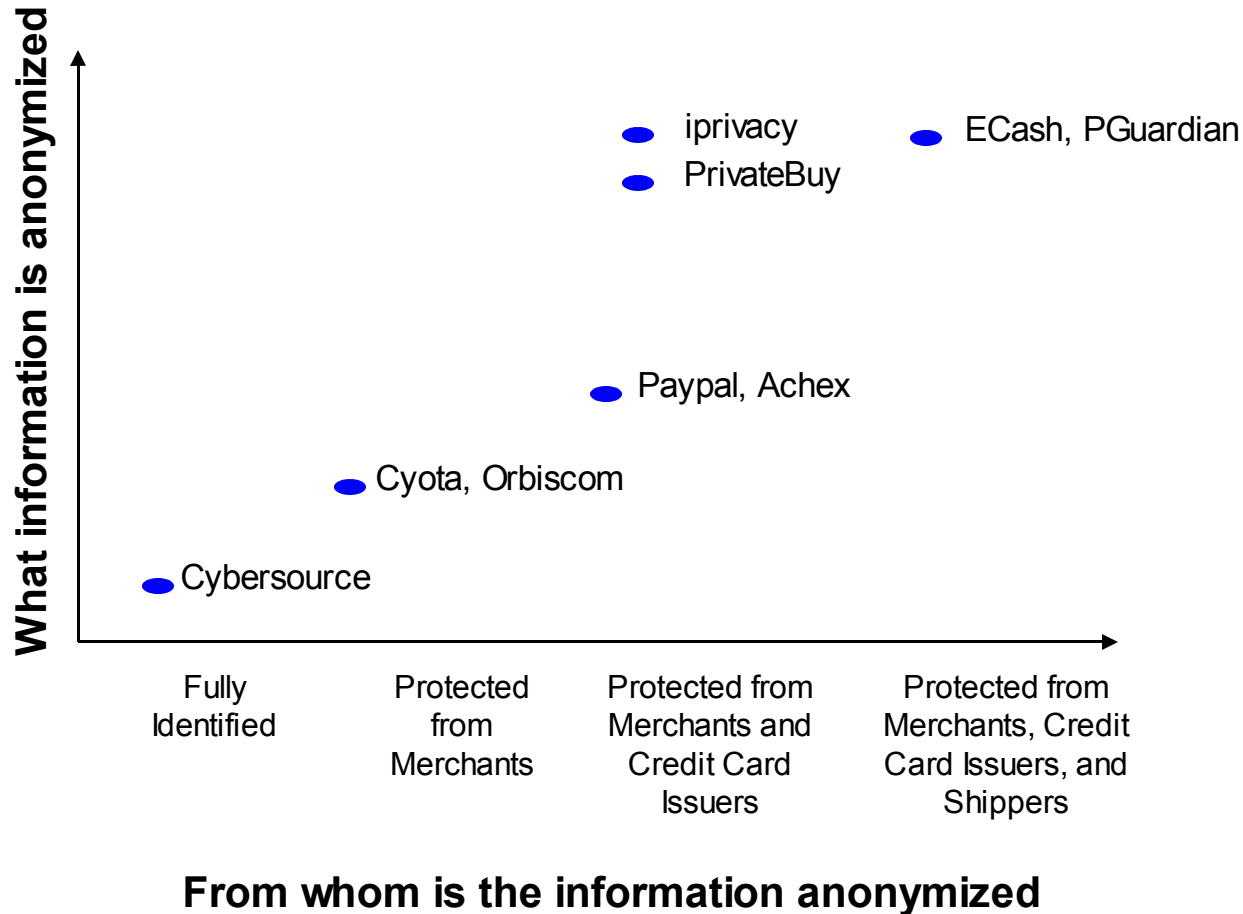 What information is anonymized
iprivacy
ECash, PGuardian
PrivateBuy
Paypal, Achex
Cyota, Orbiscom
Cybersource
Fully
Identified
Protected
from
Merchants
Protected from
Merchants and
Credit Card
Issuers
Protected from
Merchants, Credit
Card Issuers, and
Shippers
From whom is the information anonymized